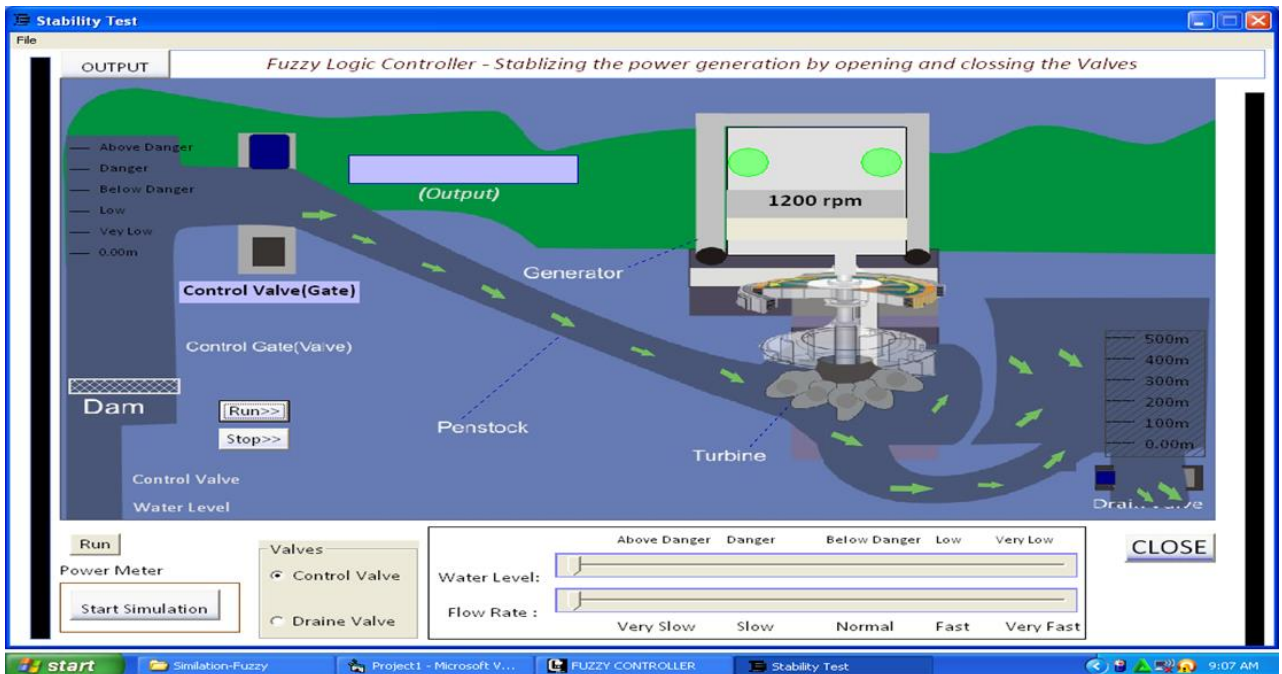 Stability Test
File
OUTPUT
Fuzzy Logic Controller - Stablizing the power generation by opening and clossing the Valves
Above Danger
Danger
Below Danger
Low
Vey Low
0.00m
(Output)
1200 rpm
Generator
Control Valve(Gate)
Control Gate(Valve)
Dam
Run>>
Stop>>
Penstock
Turbine
500m
400m
300m
200m
100m
0.00m
Control Valve
Water Level
Run
Power Meter
Start Simulation
Valves
Control Valve
Draine Valve
Above Danger Danger Below Danger Low Very Low
Water Level:
Flow Rate :
Very Slow Slow Normal Fast Very Fast
CLOSE
start Similation-Fuzzy Project1 - Microsoft V... FUZZY CONTROLLER Stability Test 9:07 AM